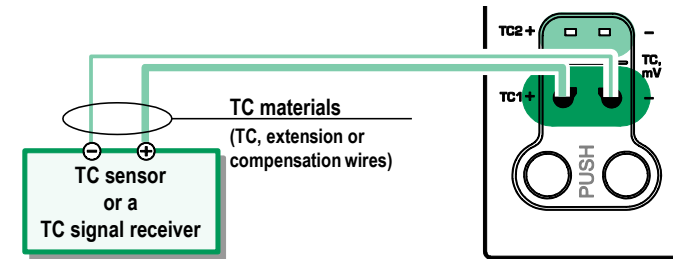 TC2 + –
TC,
mV
TC1 + –
TC materials
(TC, extension or
compensation wires)
– +
TC sensor
or a
TC signal receiver
PUSH